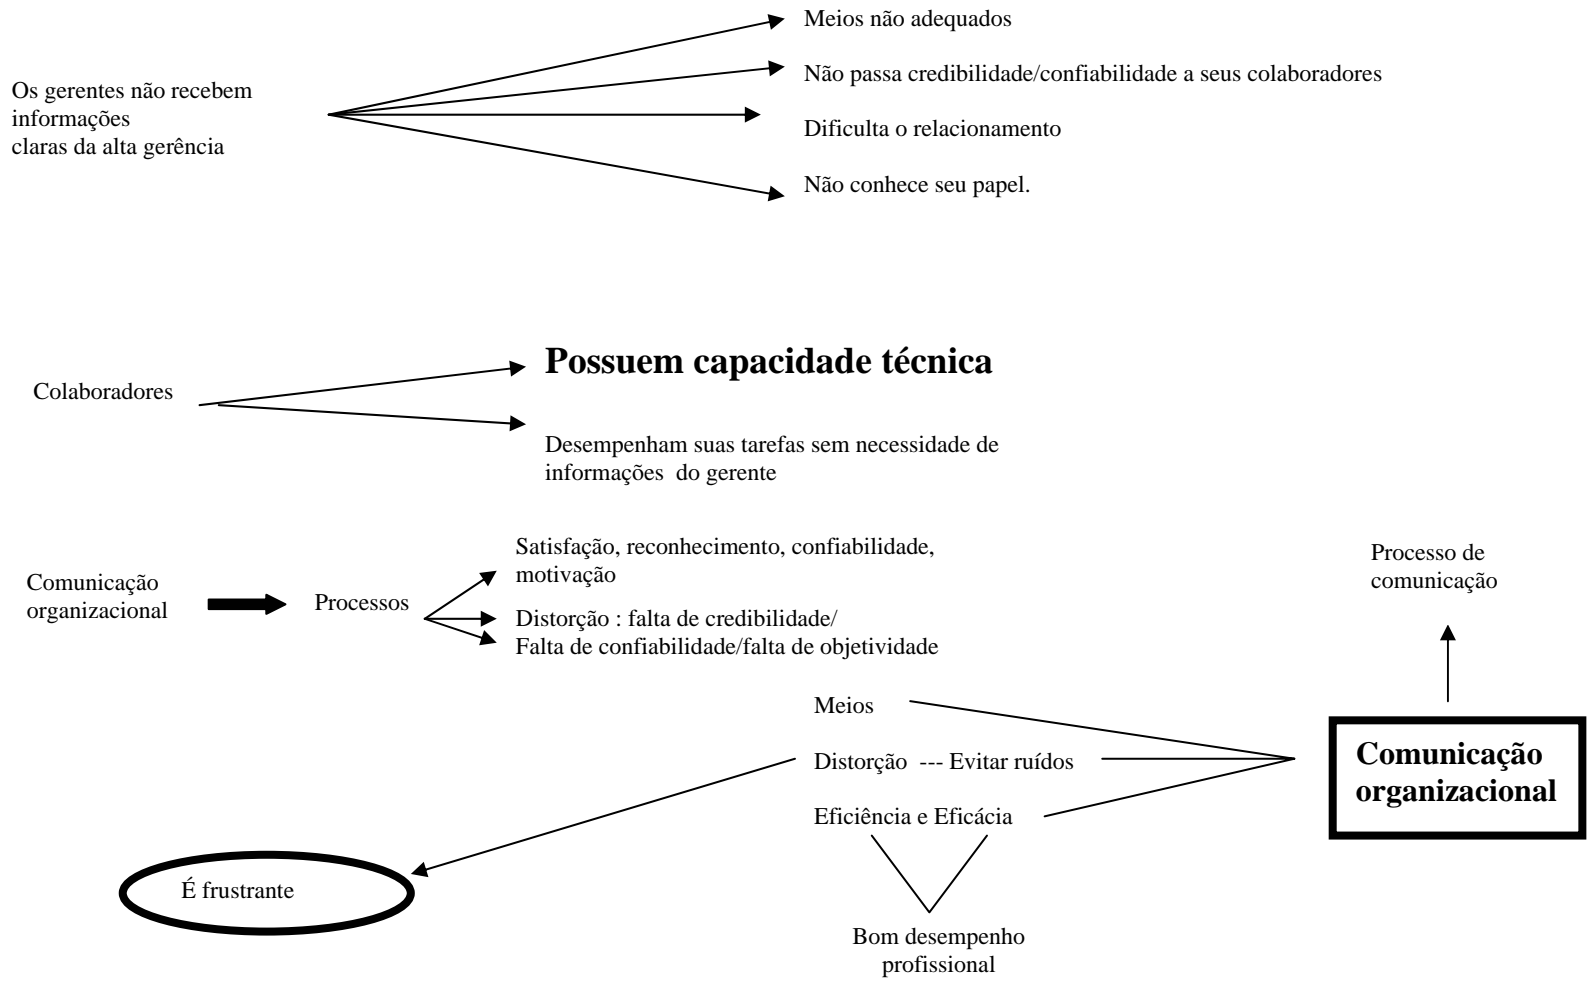 Meios não adequados
Não passa credibilidade/confiabilidade a seus colaboradores
Os gerentes não recebem
informações
claras da alta gerência
Dificulta o relacionamento
Não conhece seu papel.
Possuem capacidade técnica
Colaboradores
Desempenham suas tarefas sem necessidade de
informações do gerente
Satisfação, reconhecimento, confiabilidade,
motivação
Comunicação
organizacional
Processos
Distorção : falta de credibilidade/
Falta de confiabilidade/falta de objetividade
Processo de
comunicação
Meios
Distorção --- Evitar ruídos
Eficiência e Eficácia
Comunicação
organizacional
É frustrante
Bom desempenho
profissional